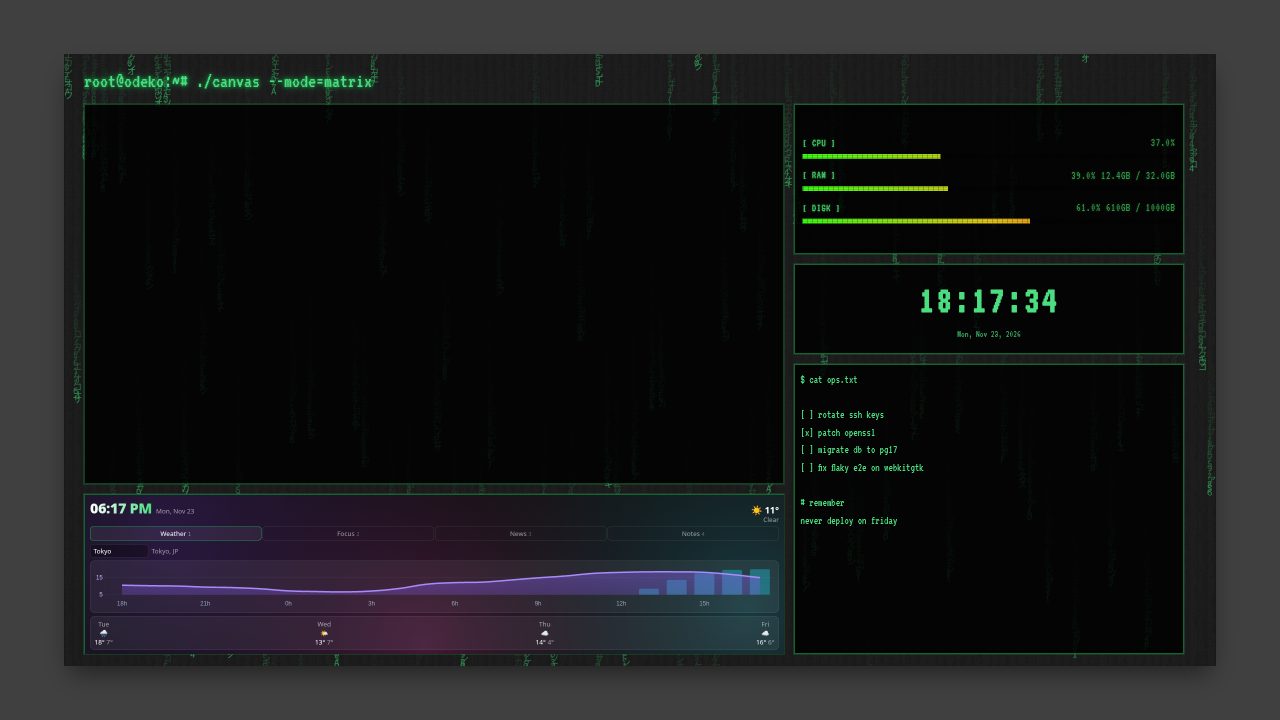 root@odeko:~# ./canvas --mode=matrix
[ CPU ] 37.0%
[ RAM ] 39.0% 12.4GB / 32.0GB
[ DISK ] 61.0% 610GB / 1000GB
18:17:34
Mon, Nov 23, 2026
$ cat ops.txt
[ ] rotate ssh keys
[x] patch openssl
[ ] migrate db to pg17
[ ] fix flaky e2e on webkitgtk
# remember
never deploy on friday
06:17 PM Mon, Nov 23
☀️ 11°
Clear
Weather 1 Focus 2 News 3 Notes 4
Tokyo Tokyo, JP
15
5
18h 21h 0h 3h 6h 9h 12h 15h
Tue Wed Thu Fri
18° 7° 13° 7° 14° 4° 16° 6°